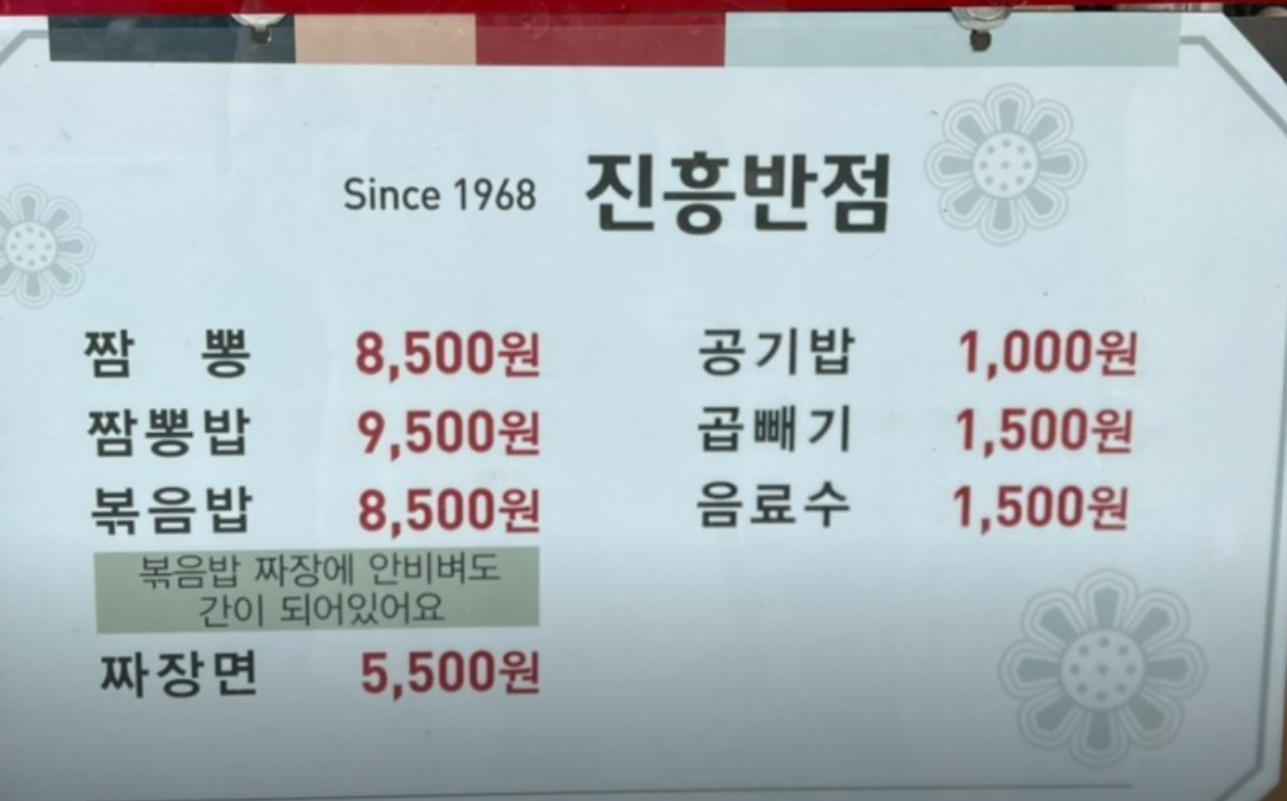 Since 1968 진흥반점
짬 뽕 8,500원
짬뽕밥 9,500원
볶음밥 8,500원
볶음밥 짜장에 안비벼도
간이 되어있어요
짜장면 5,500원
공기밥 1,000원
곱빼기 1,500원
음료수 1,500원